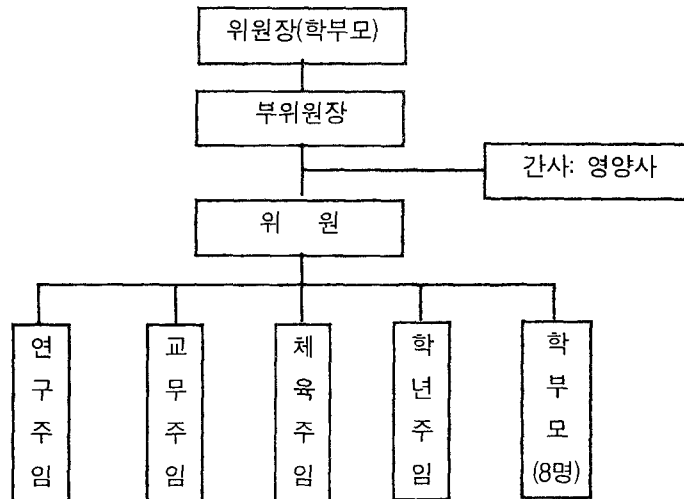 위원장(학부모)
부위원장
간사: 영양사
위 원
연구주임
교무주임
체육주임
학년주임
학부모(8명)